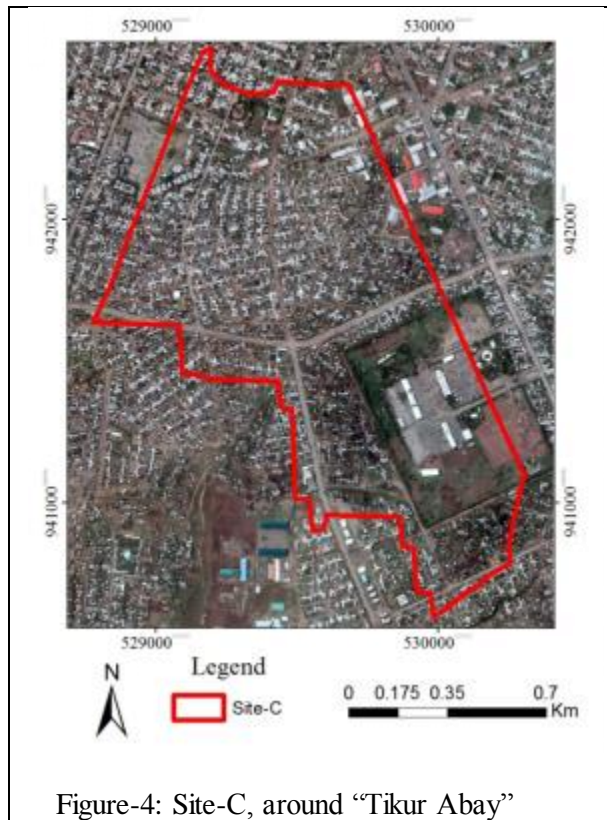 529000 530000
942000 942000
941000 941000
529000 530000
N
Legend
Site-C
0 0.175 0.35 0.7
Km
Figure-4: Site-C, around “Tikur Abay”